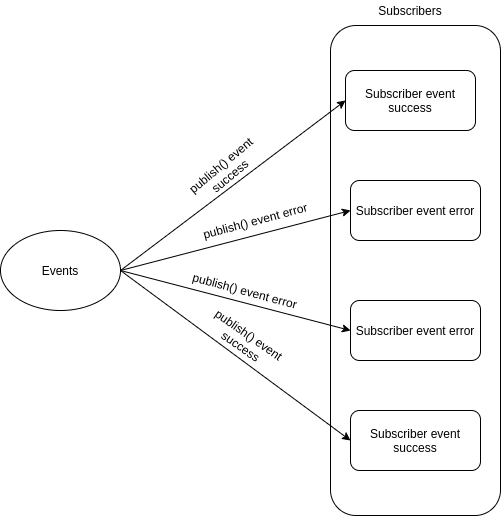 Subscribers
Subscriber event
success
publish() event
success
Subscriber event error
publish() event error
Events
publish() event error
Subscriber event error
publish() event
success
Subscriber event
success